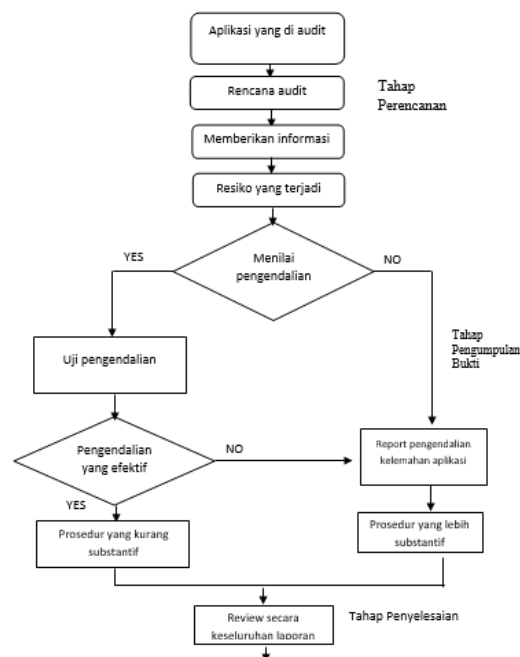 Aplikasi yang di audit
Rencana audit
Tahap
Perencanan
Memberikan informasi
Resiko yang terjadi
Menilai
pengendalian
YES
NO
Tahap
Pengumpulan
Bukti
Uji pengendalian
Pengendalian
yang efektif
NO
Report pengendalian
kelemahan aplikasi
YES
Prosedur yang kurang
substantif
Prosedur yang lebih
substantif
Review secara
keseluruhan laporan
Tahap Penyelesaian